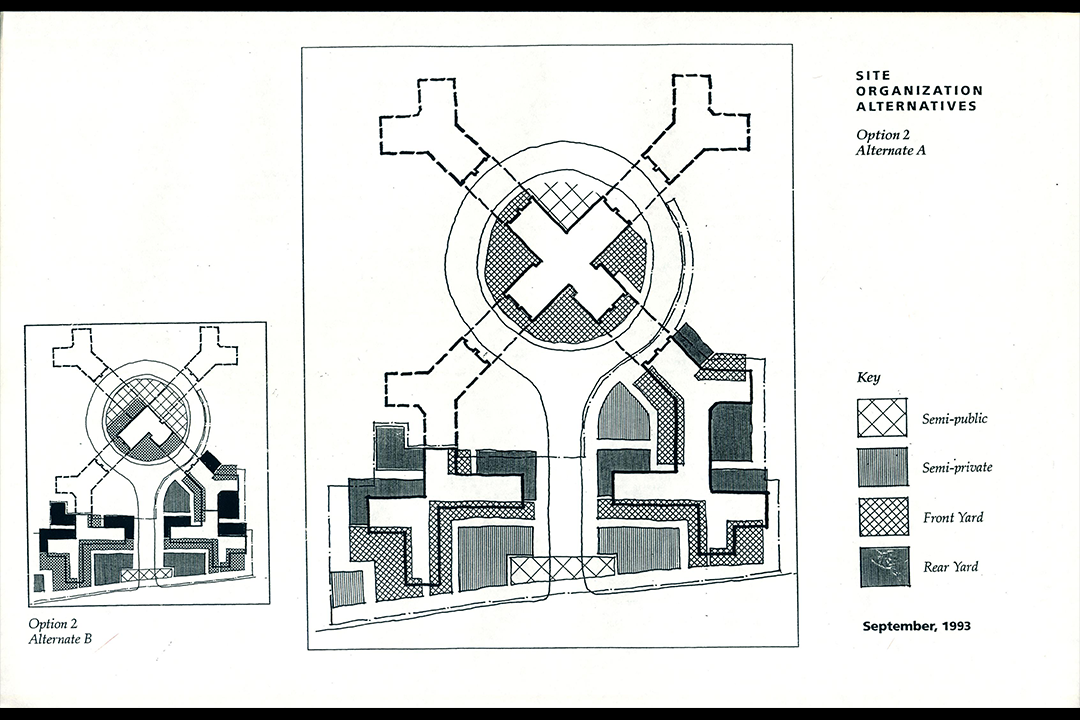 SITE
ORGANIZATION
ALTERNATIVES
Option 2
Alternate A
Key
Semi-public
Semi-private
Front Yard
Rear Yard
September, 1993
Option 2
Alternate B